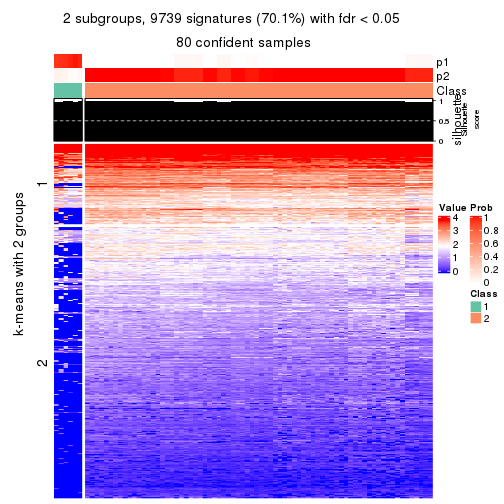 2 subgroups, 9739 signatures (70.1%) with fdr < 0.05
80 confident samples
p1
p2
Class
1
0.5
0
silhouette
Silhouette
score
k-means with 2 groups
1
2
Value
4
3
2
1
0
Prob
1
0.8
0.6
0.4
0.2
0
Class
1
2